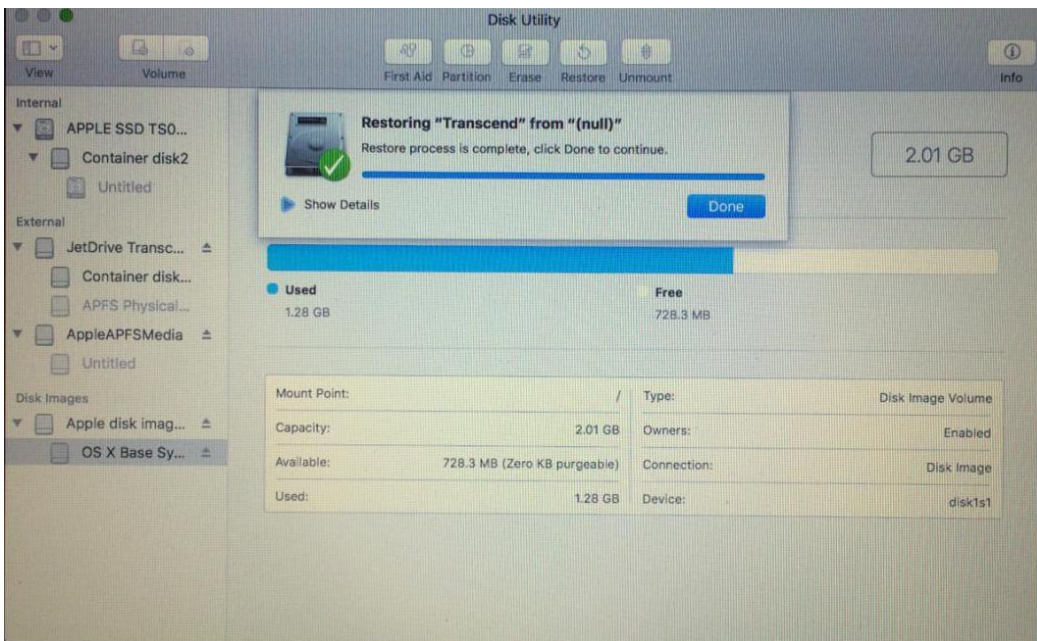 Disk Utility
View
Volume
First Aid
Partition
Erase
Restore
Unmount
Info
Internal
APPLE SSD TS0...
Container disk2
Untitled
External
JetDrive Transc...
Container disk...
APFS Physical...
AppleAPFSMedia
Untitled
Disk Images
Apple disk imag...
OS X Base Sy...
Restoring "Transcend" from "(null)"
Restore process is complete, click Done to continue.
Show Details
Done
2.01 GB
Used
1.28 GB
Free
728.3 MB
Mount Point: /
Capacity: 2.01 GB
Available: 728.3 MB (Zero KB purgeable)
Used: 1.28 GB
Type: Disk Image Volume
Owners: Enabled
Connection: Disk Image
Device: disk1s1